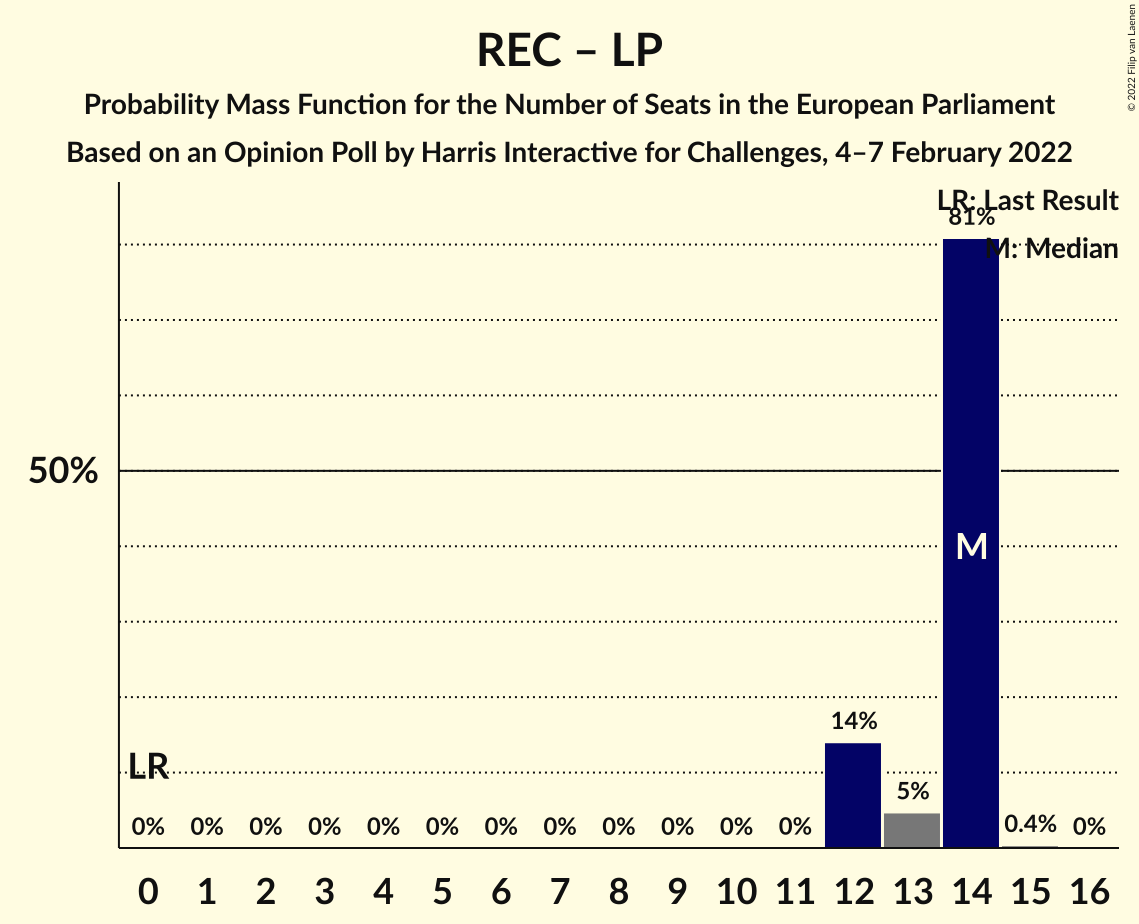 REC – LP
Probability Mass Function for the Number of Seats in the European Parliament
Based on an Opinion Poll by Harris Interactive for Challenges, 4–7 February 2022
© 2022 Filip van Laenen
LR: Last Result
81%
M: Median
50%
M
14%
LR
5%
0% 0% 0% 0% 0% 0% 0% 0% 0% 0% 0% 0% 0.4% 0%
0 1 2 3 4 5 6 7 8 9 10 11 12 13 14 15 16